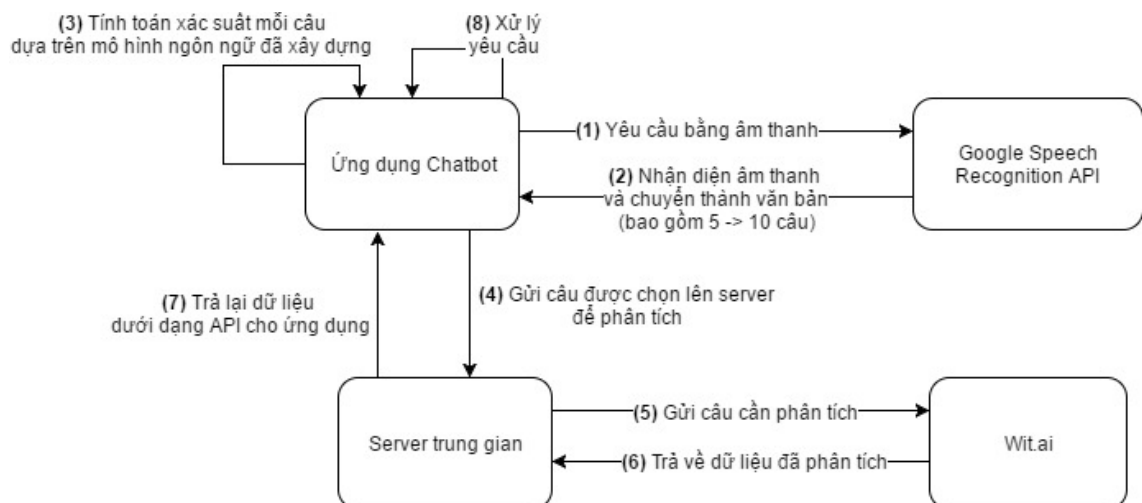 (3) Tính toán xác suất mỗi câu
dựa trên mô hình ngôn ngữ đã xây dựng
(8) Xử lý
yêu cầu
Ứng dụng Chatbot
(1) Yêu cầu bằng âm thanh
(2) Nhận diện âm thanh
và chuyển thành văn bản
(bao gồm 5 -> 10 câu)
Google Speech
Recognition API
(7) Trả lại dữ liệu
dưới dạng API cho ứng dụng
(4) Gửi câu được chọn lên server
để phân tích
Server trung gian
(5) Gửi câu cần phân tích
(6) Trả về dữ liệu đã phân tích
Wit.ai